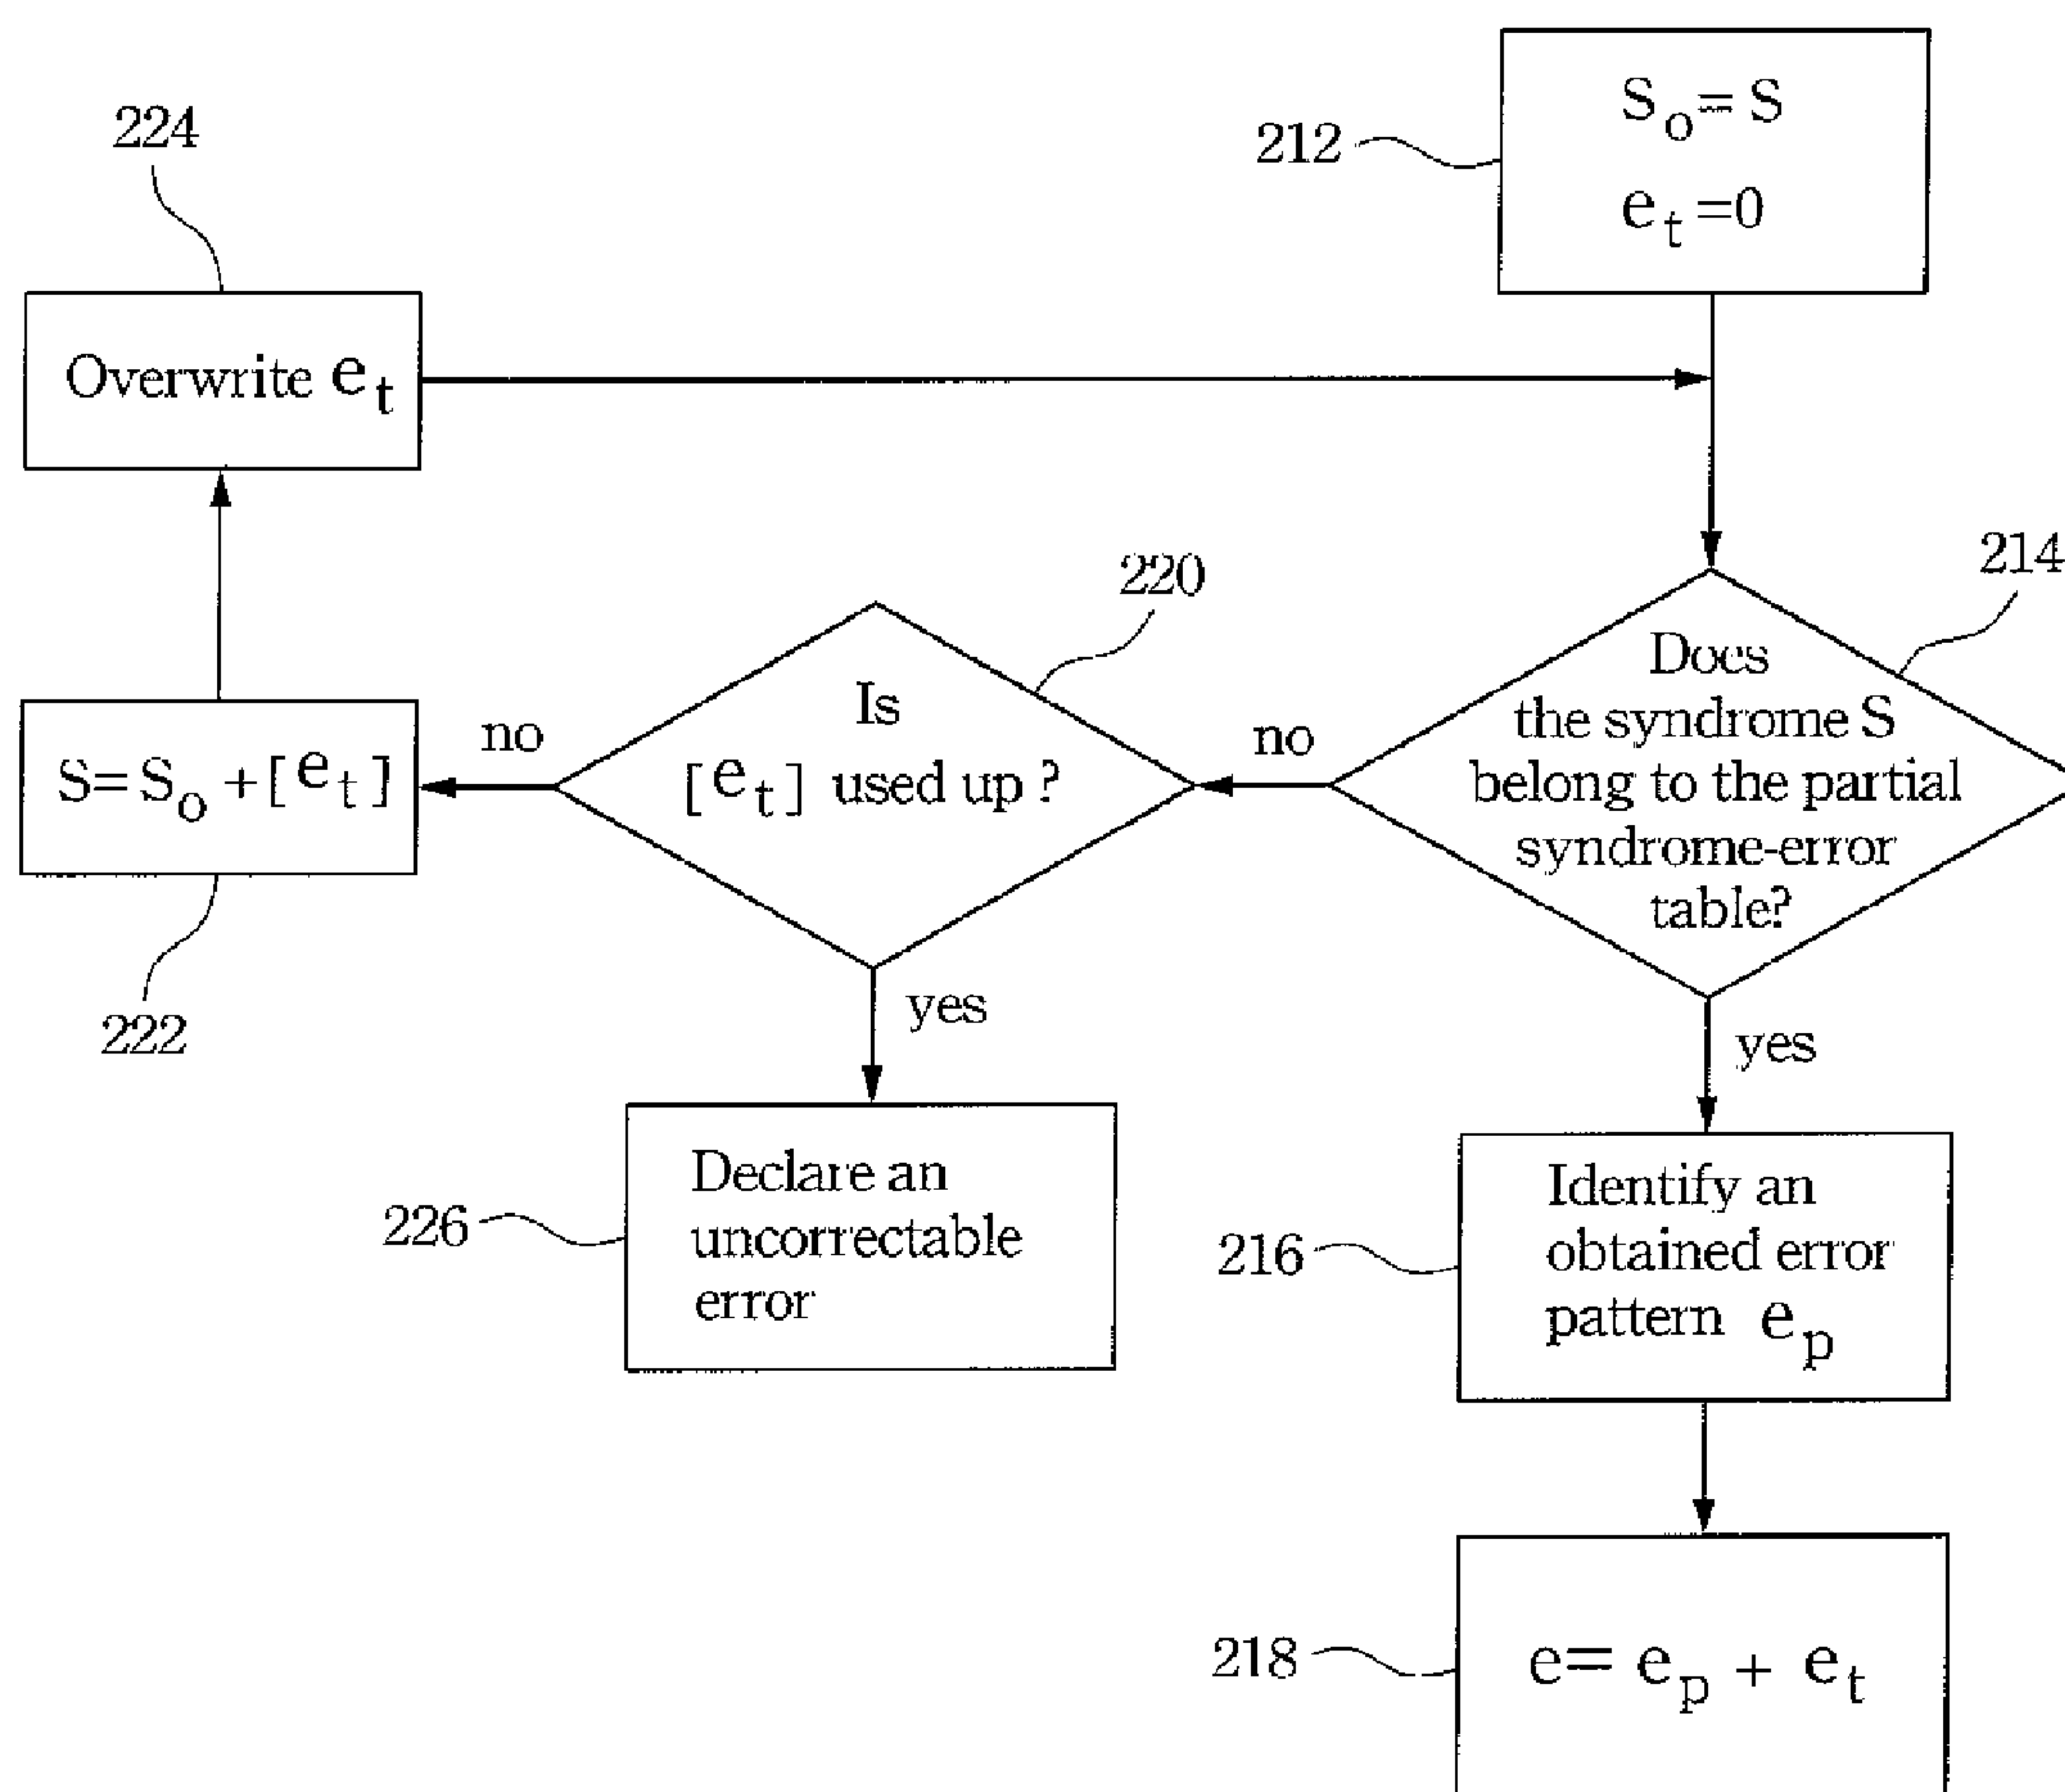 212
S₀= S
eₜ =0
224
Overwrite eₜ
214
Does
the syndrome S
belong to the partial
syndrome-error
table?
no
yes
220
Is
[eₜ] used up ?
no
yes
S= S₀ +[eₜ]
222
226
Declare an
uncorrectable
error
216
Identify an
obtained error
pattern eₚ
218
e= eₚ + eₜ